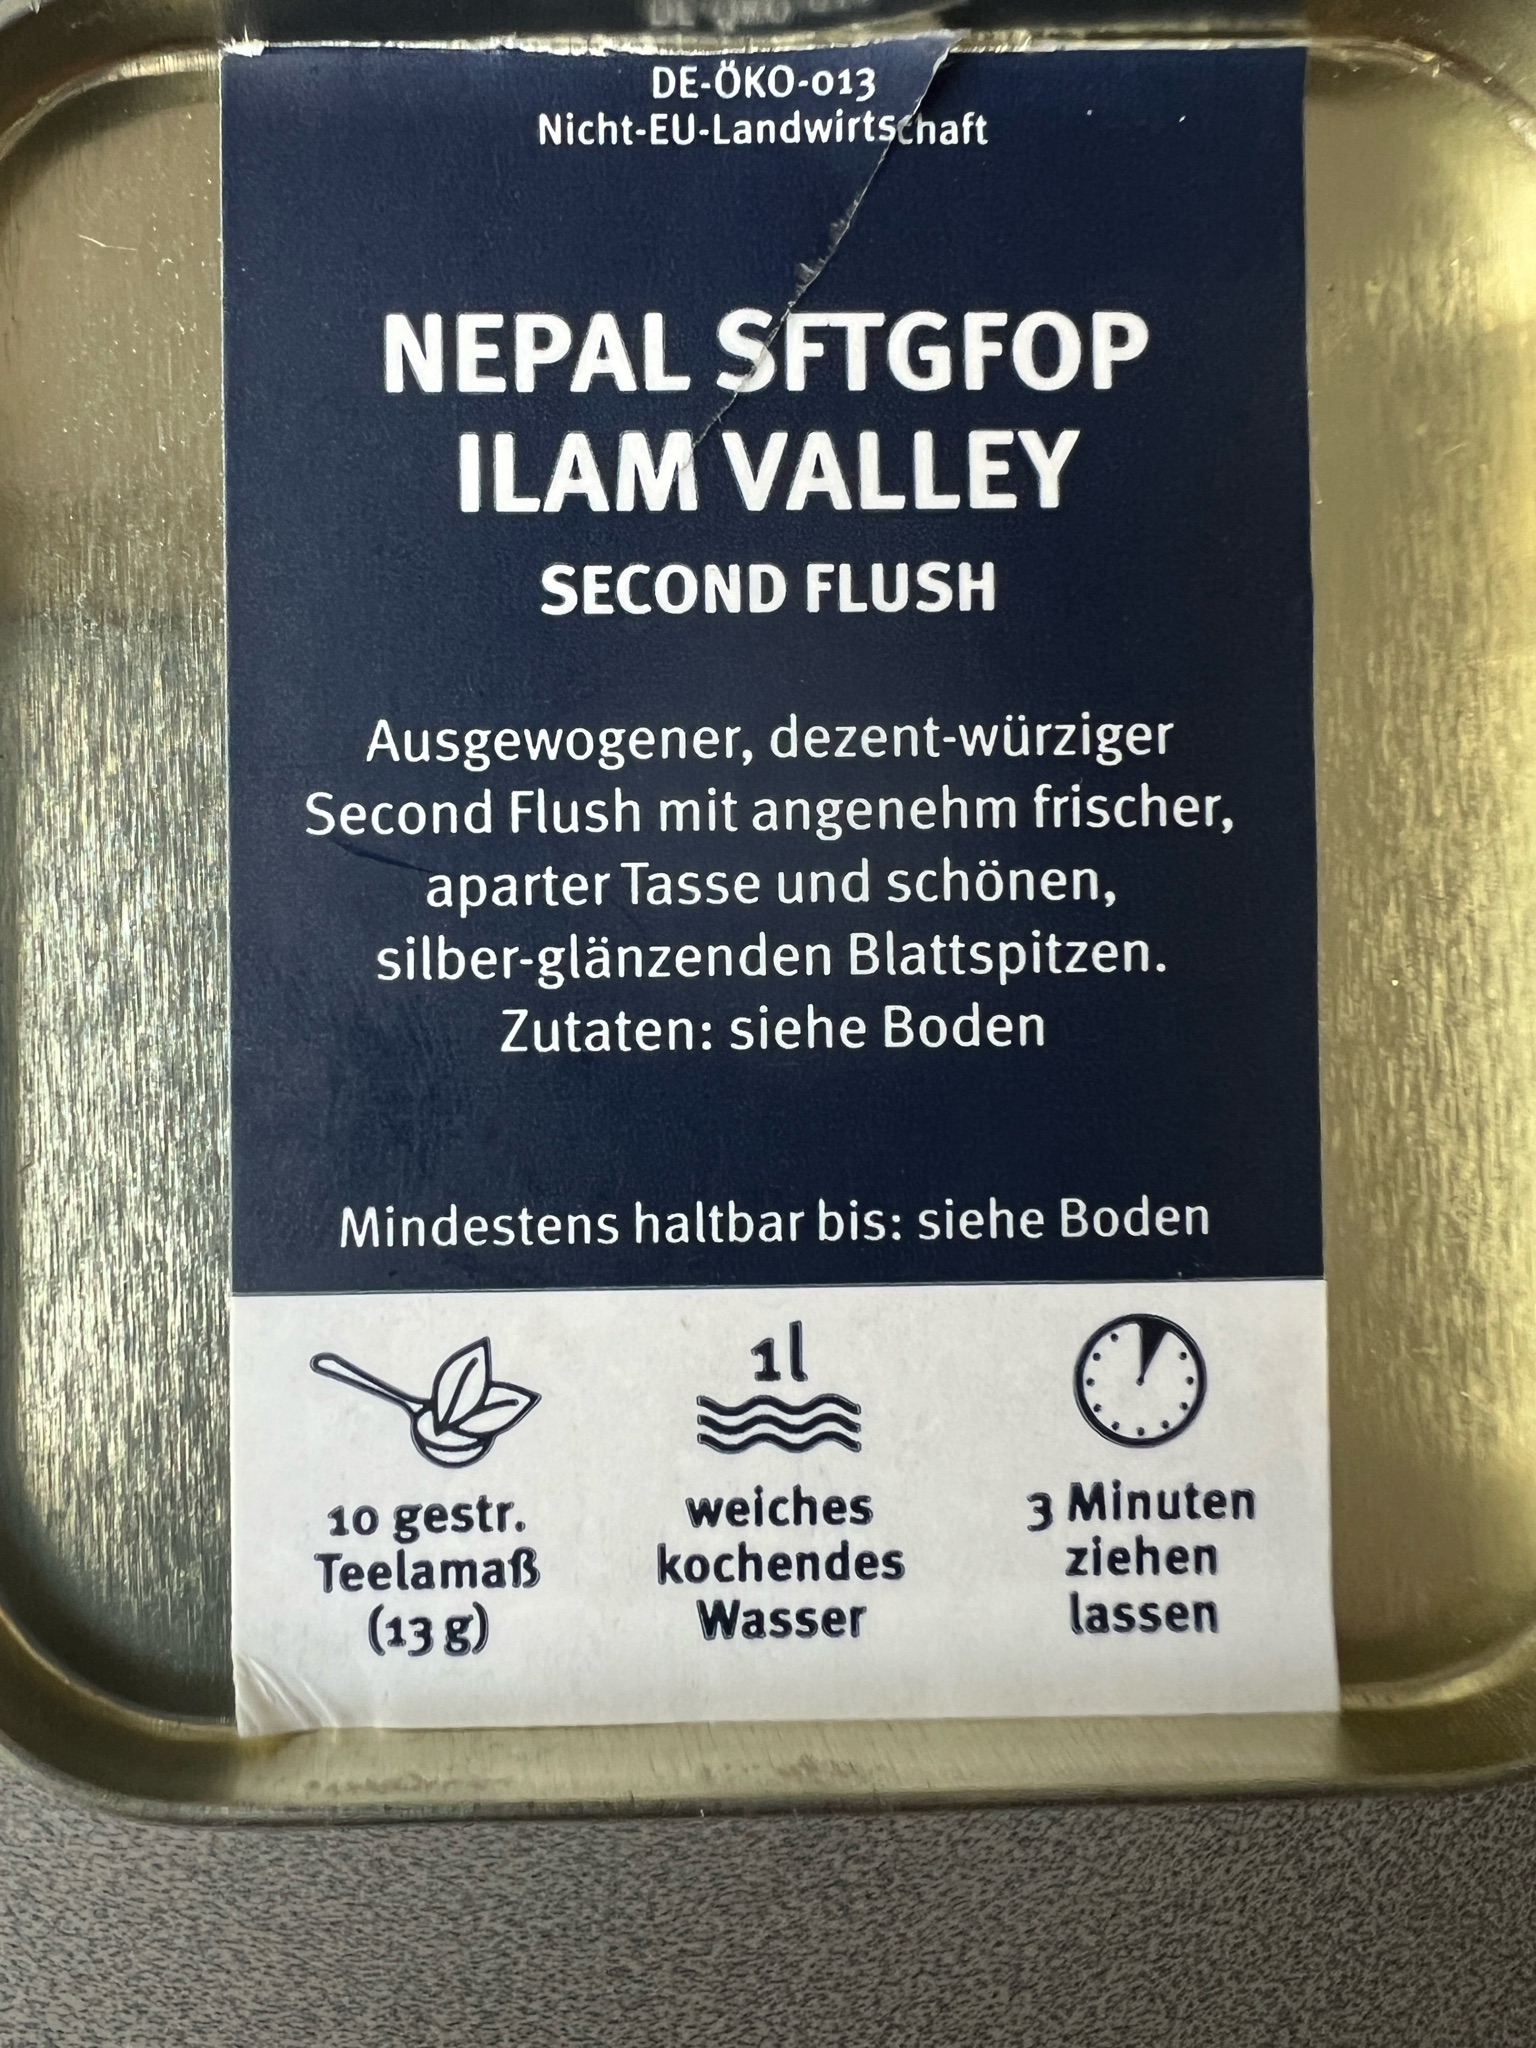 DE-ÖKO-013
Nicht-EU-Landwirtschaft
NEPAL SFTGFOP
ILAM VALLEY
SECOND FLUSH
Ausgewogener, dezent-würziger
Second Flush mit angenehm frischer,
aparter Tasse und schönen,
silber-glänzenden Blattspitzen.
Zutaten: siehe Boden
Mindestens haltbar bis: siehe Boden
10 gestr.
Teelamaß
(13 g)
1 l
weiches
kochendes
Wasser
3 Minuten
ziehen
lassen